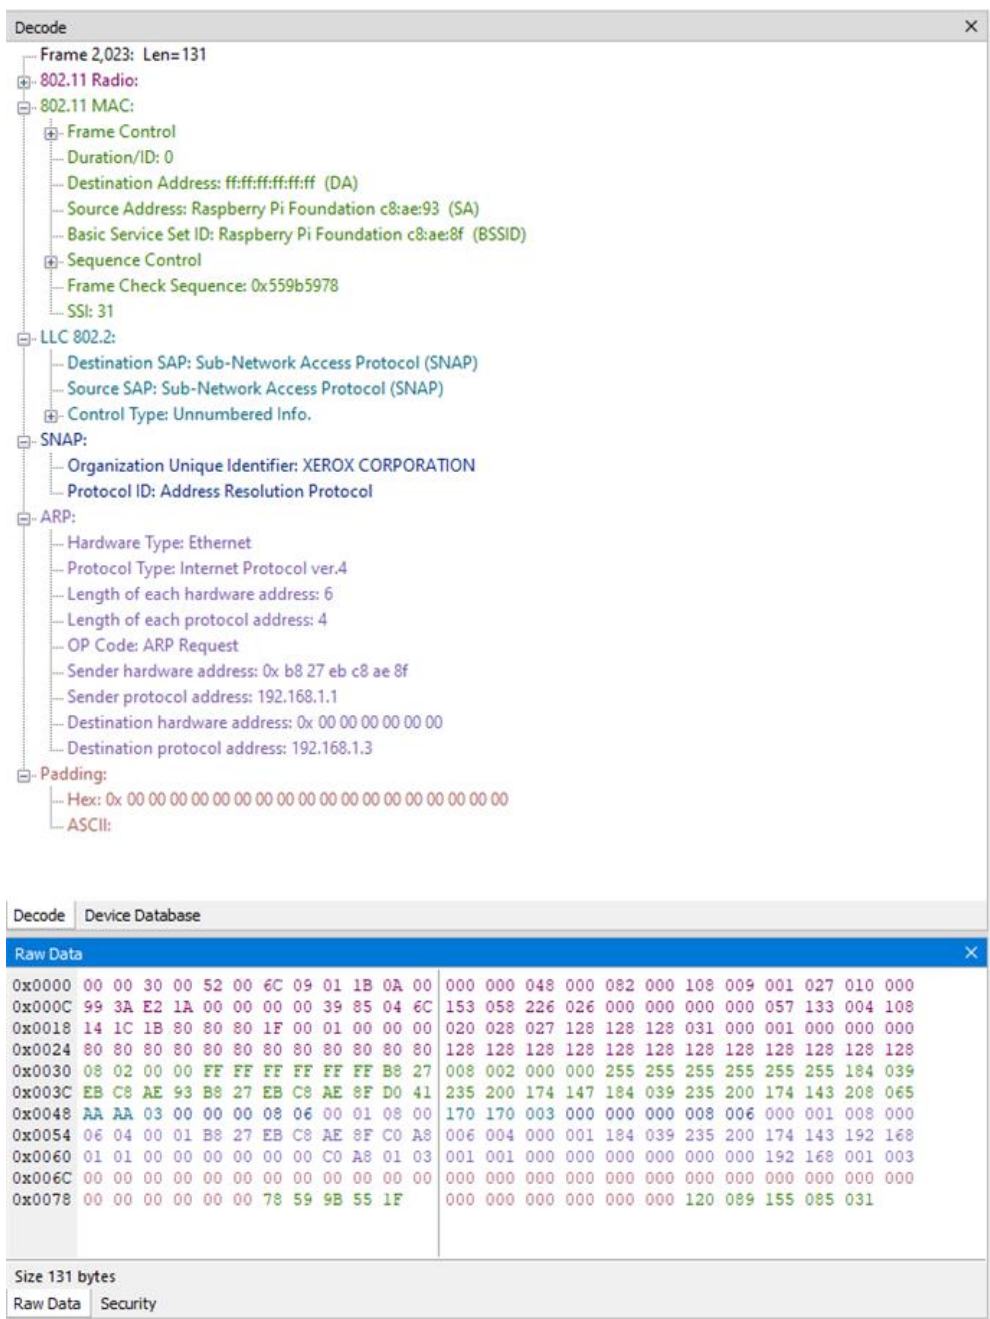 Decode
Frame 2,023: Len=131
802.11 Radio:
802.11 MAC:
Frame Control
Duration/ID: 0
Destination Address: ff:ff:ff:ff:ff:ff (DA)
Source Address: Raspberry Pi Foundation c8:ae:93 (SA)
Basic Service Set ID: Raspberry Pi Foundation c8:ae:8f (BSSID)
Sequence Control
Frame Check Sequence: 0x559b5978
SSI: 31
LLC 802.2:
Destination SAP: Sub-Network Access Protocol (SNAP)
Source SAP: Sub-Network Access Protocol (SNAP)
Control Type: Unnumbered Info.
SNAP:
Organization Unique Identifier: XEROX CORPORATION
Protocol ID: Address Resolution Protocol
ARP:
Hardware Type: Ethernet
Protocol Type: Internet Protocol ver.4
Length of each hardware address: 6
Length of each protocol address: 4
OP Code: ARP Request
Sender hardware address: 0x b8 27 eb c8 ae 8f
Sender protocol address: 192.168.1.1
Destination hardware address: 0x 00 00 00 00 00 00
Destination protocol address: 192.168.1.3
Padding:
Hex: 0x 00 00 00 00 00 00 00 00 00 00 00 00 00 00 00 00 00 00
ASCII:
Decode Device Database
Raw Data
0x0000 00 00 30 00 52 00 6C 09 01 1B 0A 00 000 000 048 000 082 000 108 009 001 027 010 000
0x000C 99 3A E2 1A 00 00 00 00 39 85 04 6C 153 058 226 026 000 000 000 000 057 133 004 108
0x0018 14 1C 1B 80 80 80 1F 00 01 00 00 00 020 028 027 128 128 128 031 000 001 000 000 000
0x0024 80 80 80 80 80 80 80 80 80 80 80 80 128 128 128 128 128 128 128 128 128 128 128 128
0x0030 08 02 00 00 FF FF FF FF FF FF B8 27 008 002 000 000 255 255 255 255 255 255 184 039
0x003C EB C8 AE 93 B8 27 EB C8 AE 8F D0 41 235 200 174 147 184 039 235 200 174 143 208 065
0x0048 AA AA 03 00 00 00 08 06 00 01 08 00 170 170 003 000 000 000 008 006 000 001 008 000
0x0054 06 04 00 01 B8 27 EB C8 AE 8F C0 A8 006 004 000 001 184 039 235 200 174 143 192 168
0x0060 01 01 00 00 00 00 00 00 C0 A8 01 03 001 001 000 000 000 000 000 000 192 168 001 003
0x006C 00 00 00 00 00 00 00 00 00 00 00 00 000 000 000 000 000 000 000 000 000 000 000 000
0x0078 00 00 00 00 00 00 78 59 9B 55 1F 000 000 000 000 000 000 120 089 155 085 031
Size 131 bytes
Raw Data Security